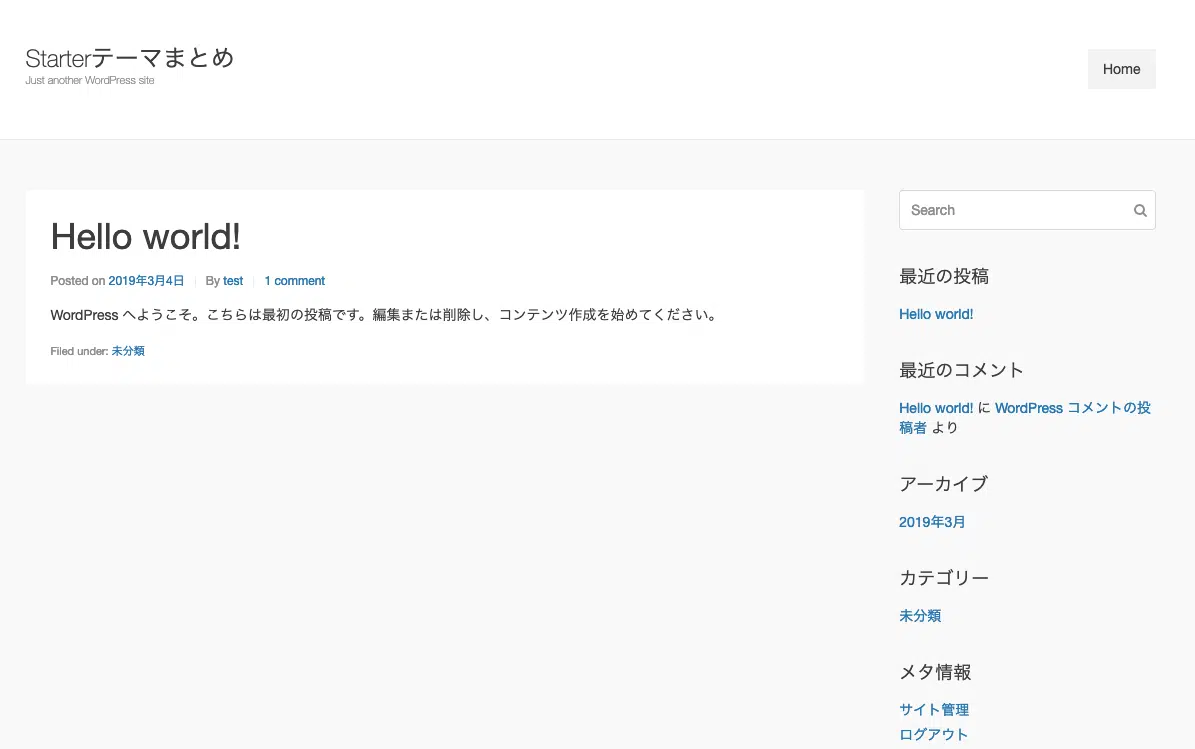 Starterテーマまとめ
Just another WordPress site
Home
Hello world!
Posted on 2019年3月4日 By test 1 comment
WordPress へようこそ。こちらは最初の投稿です。編集または削除し、コンテンツ作成を始めてください。
Filed under: 未分類
Search
最近の投稿
Hello world!
最近のコメント
Hello world! に WordPress コメントの投
稿者 より
アーカイブ
2019年3月
カテゴリー
未分類
メタ情報
サイト管理
ログアウト